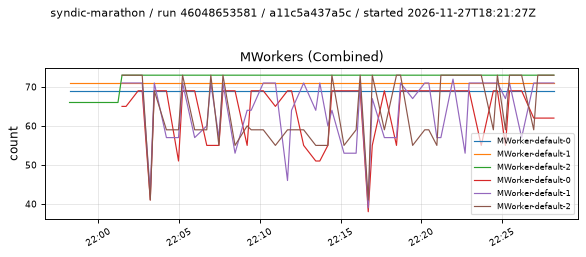 syndic-marathon / run 46048653581 / a11c5a437a5c / started 2026-11-27T18:21:27Z
MWorkers (Combined)
count
70
60
50
40
22:00
22:05
22:10
22:15
22:20
22:25
MWorker-default-0
MWorker-default-1
MWorker-default-2
MWorker-default-0
MWorker-default-1
MWorker-default-2